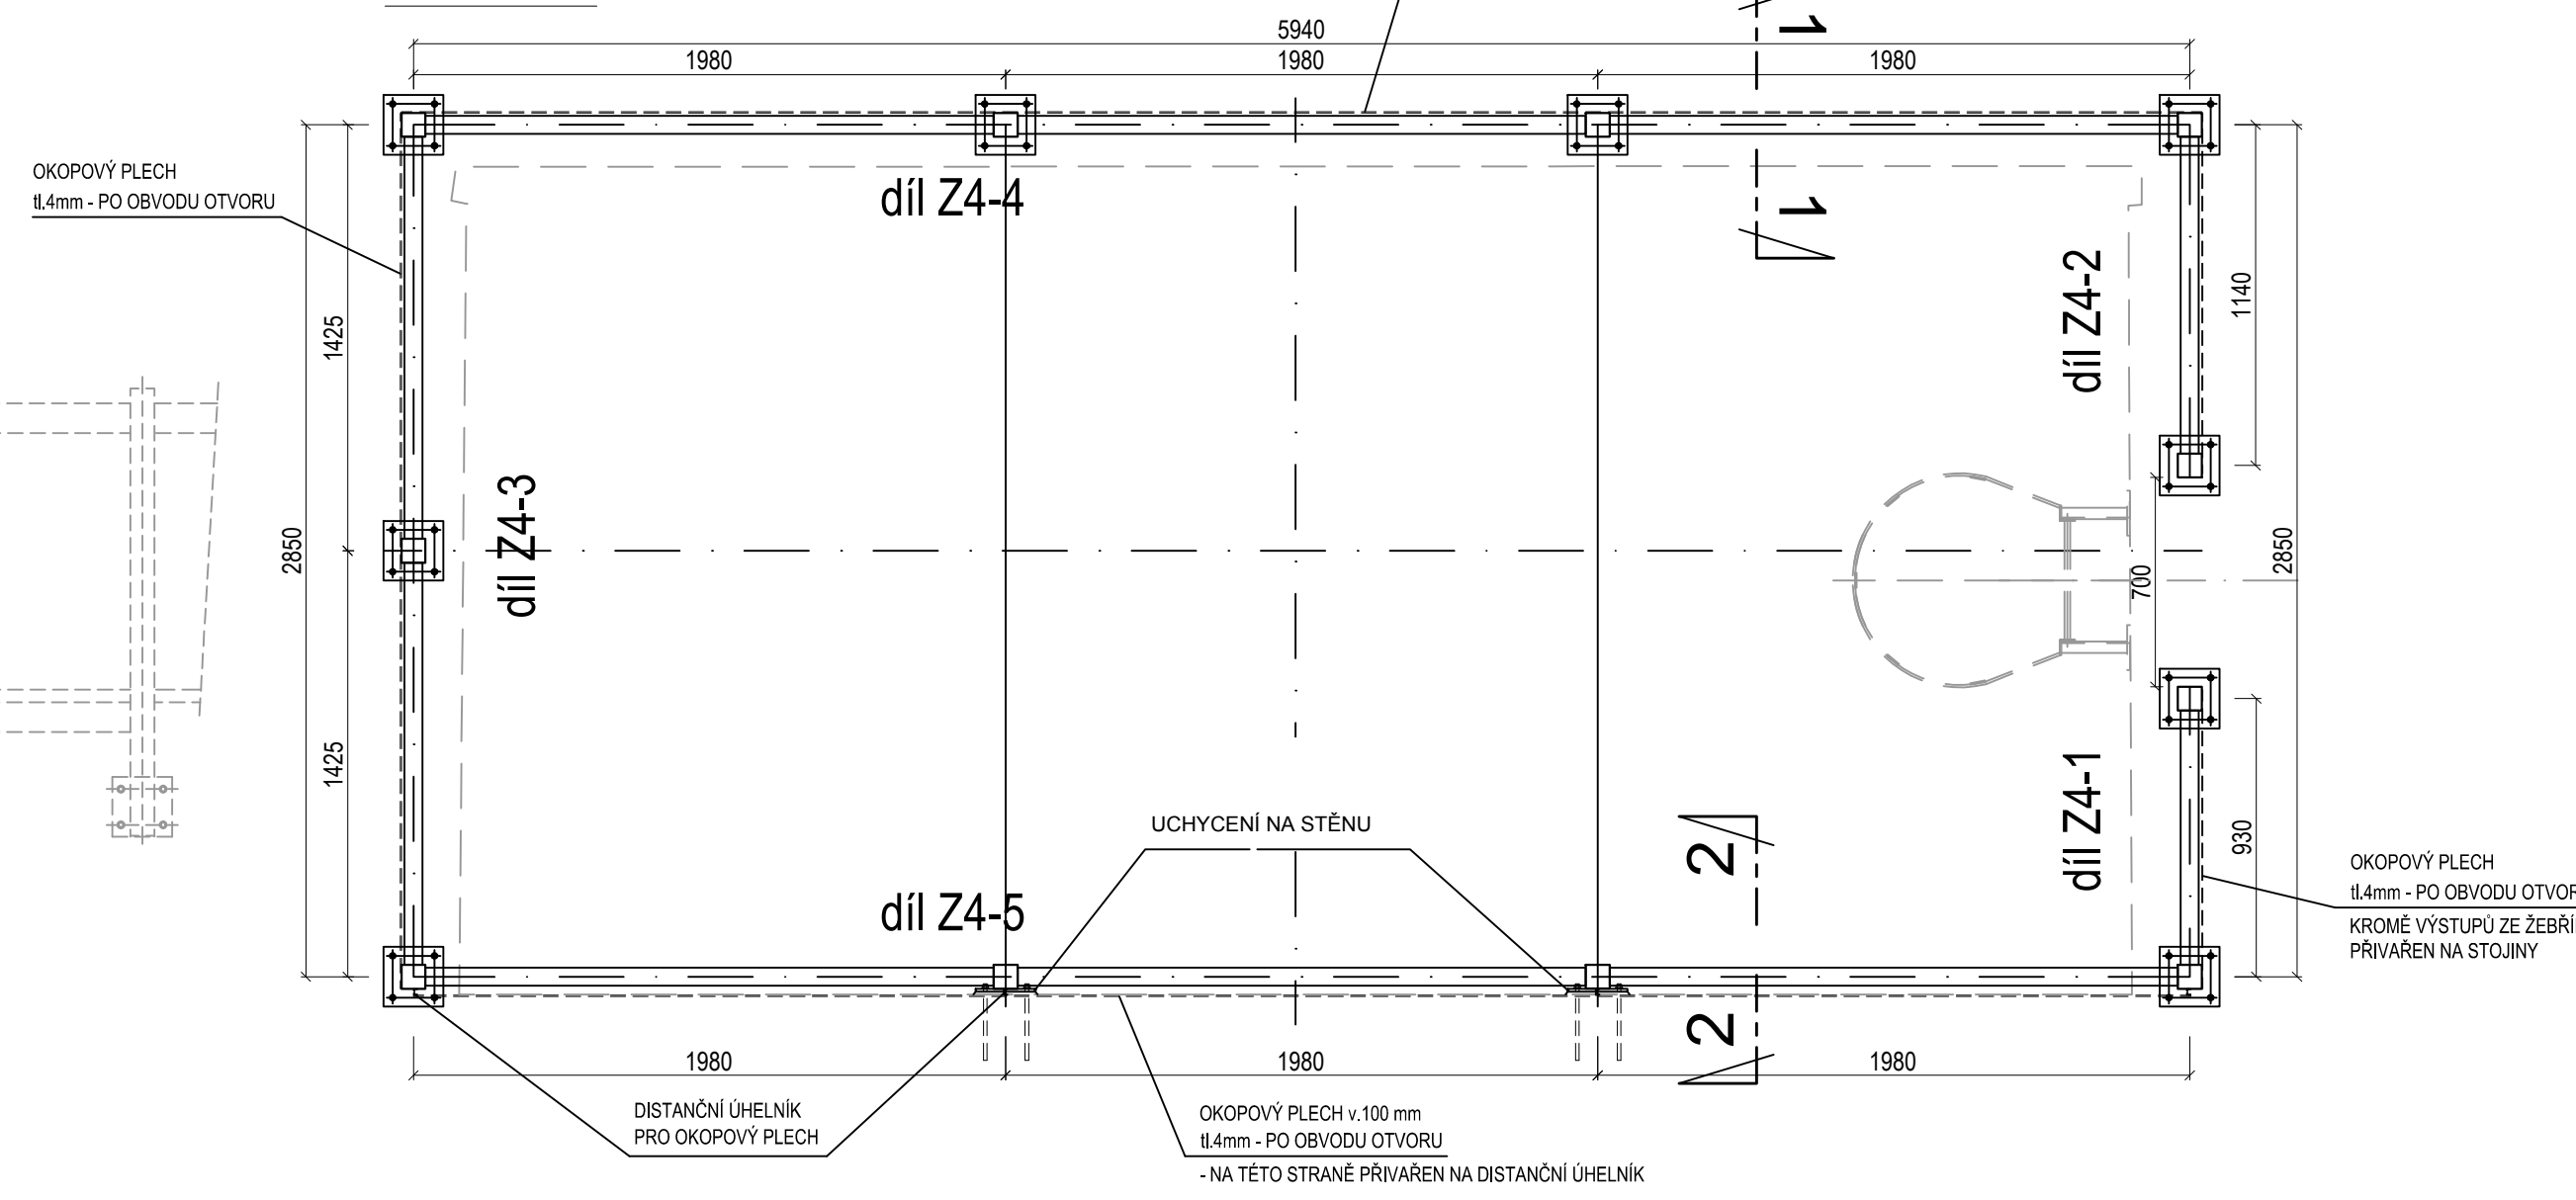 5940
1980
1980
1980
1
1
OKOPOVÝ PLECH
tl.4mm - PO OBVODU OTVORU
díl Z4-4
díl Z4-2
1140
1425
2850
díl Z4-3
700
2850
1425
díl Z4-1
930
UCHYCENÍ NA STĚNU
2
díl Z4-5
OKOPOVÝ PLECH
tl.4mm - PO OBVODU OTVOR
KROMĚ VÝSTUPŮ ZE ŽEBŘÍ
PŘIVAŘEN NA STOJINY
2
1980
1980
1980
DISTANČNÍ ÚHELNÍK
PRO OKOPOVÝ PLECH
OKOPOVÝ PLECH v.100 mm
tl.4mm - PO OBVODU OTVORU
- NA TÉTO STRANĚ PŘIVAŘEN NA DISTANČNÍ ÚHELNÍK